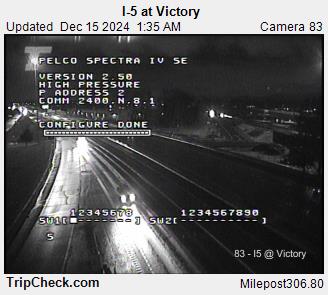 I-5 at Victory
Updated Dec 15 2024 1:35 AM Camera 83
PELCO SPECTRA IV SE
VERSION 2.50
HIGH PRESSURE
P ADDRESS 2
COMM 2400.N.8.1
CONFIGURE DONE
12345678 1234567890
SW1[ ------] SW2[----------]
S
83 - I5 @ Victory
TripCheck.com Milepost306.80